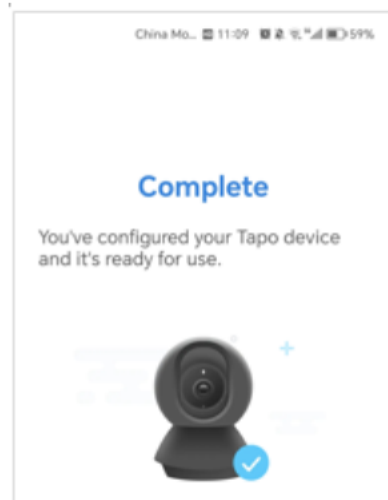 China Mo... 11:09 59%
Complete
You've configured your Tapo device
and it's ready for use.